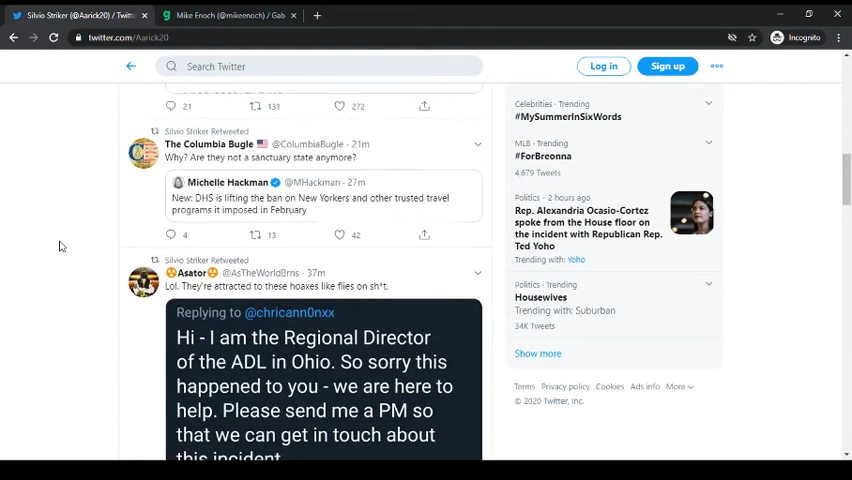 Silvio Striker (@Aarick20) / Twitte
Mike Enoch (@mikeenoch) / Gab
twitter.com/Aarick20
Incognito
Search Twitter
Log in
Sign up
21
131
272
Silvio Striker Retweeted
The Columbia Bugle 🇺🇸 @ColumbiaBugle · 21m
Why? Are they not a sanctuary state anymore?
Michelle Hackman @MHackman · 27m
New: DHS is lifting the ban on New Yorkers and other trusted travel
programs it imposed in February
4
13
42
Silvio Striker Retweeted
☢Asator☢ @AsTheWorldBrns · 37m
Lol. They're attracted to these hoaxes like flies on sh*t.
Replying to @chricann0nxx
Hi - I am the Regional Director
of the ADL in Ohio. So sorry this
happened to you - we are here to
help. Please send me a PM so
that we can get in touch about
this incident
Celebrities · Trending
#MySummerInSixWords
MLB · Trending
#ForBreonna
4,679 Tweets
Politics · 2 hours ago
Rep. Alexandria Ocasio-Cortez
spoke from the House floor on
the incident with Republican Rep.
Ted Yoho
Trending with: Yoho
Politics · Trending
Housewives
Trending with: Suburban
34K Tweets
Show more
Terms Privacy policy Cookies Ads info More
© 2020 Twitter, Inc.